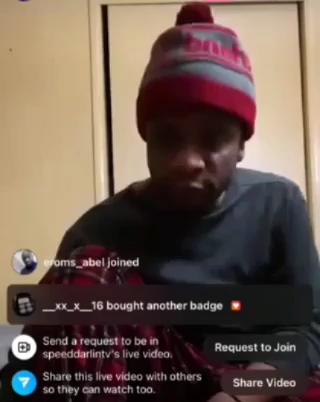 eroms_abel joined
__xx_x__16 bought another badge
Send a request to be in
speeddarlintv's live video.
Request to Join
Share this live video with others
so they can watch too.
Share Video